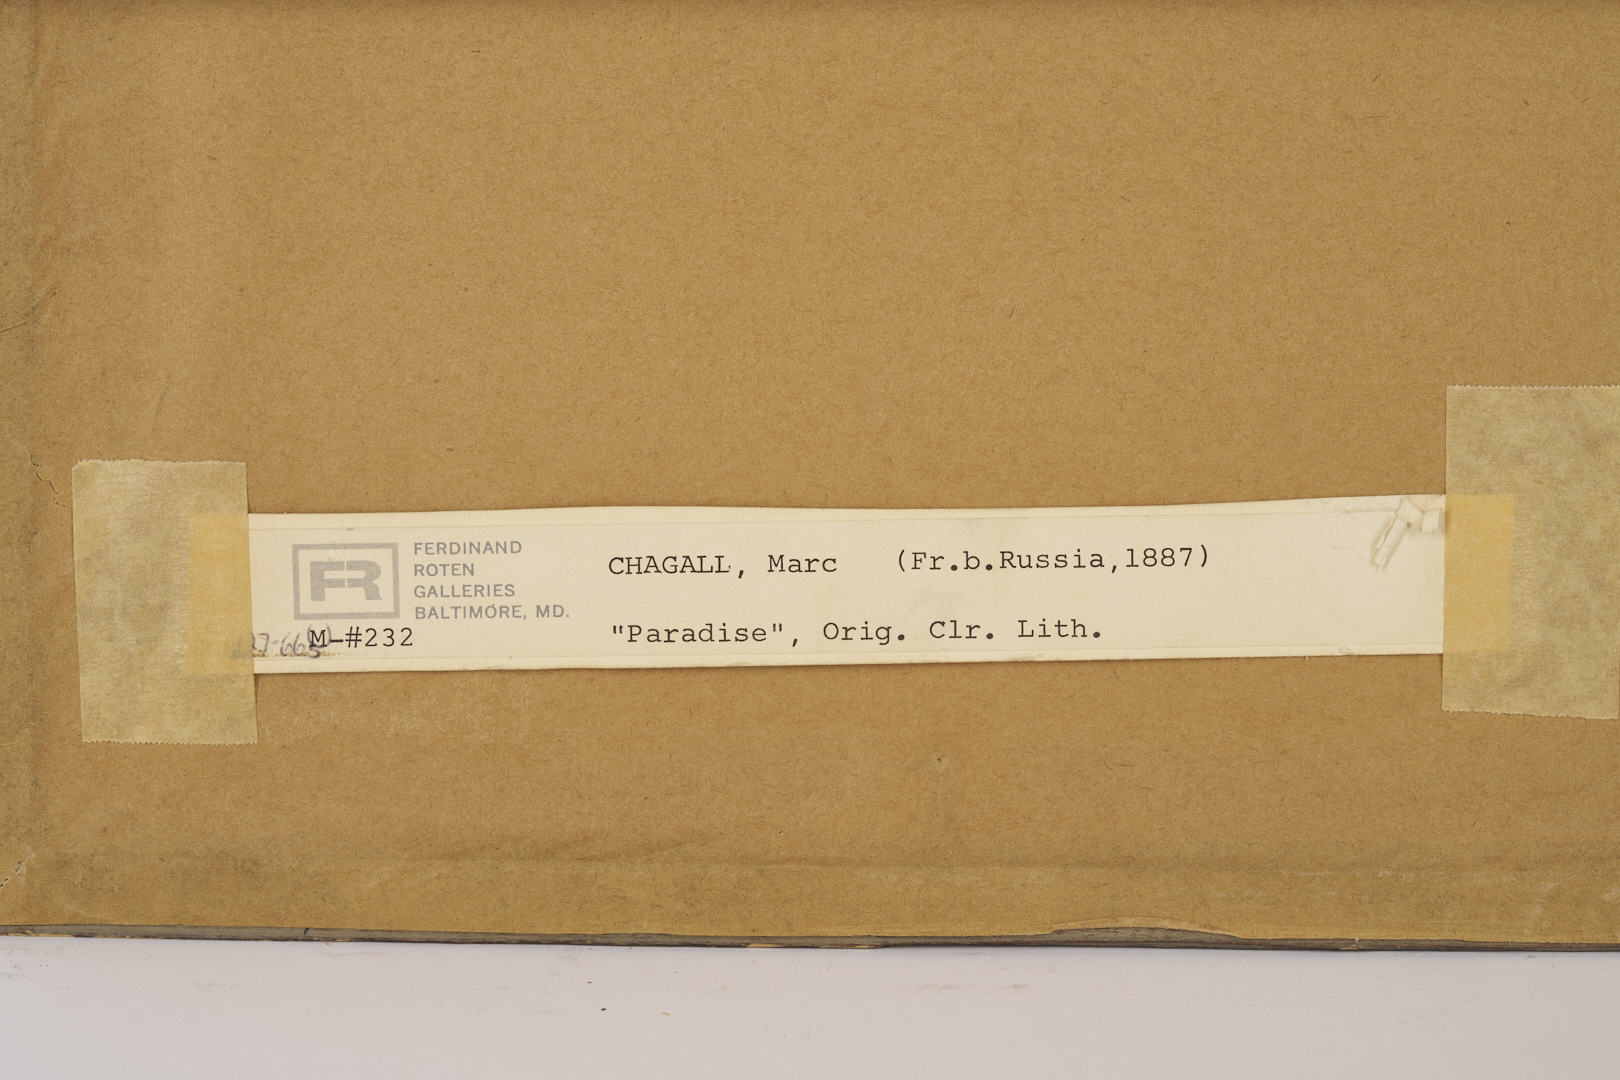 FR
FERDINAND
ROTEN
GALLERIES
BALTIMORE, MD.
M-#232
CHAGALL, Marc (Fr.b.Russia,1887)
"Paradise", Orig. Clr. Lith.